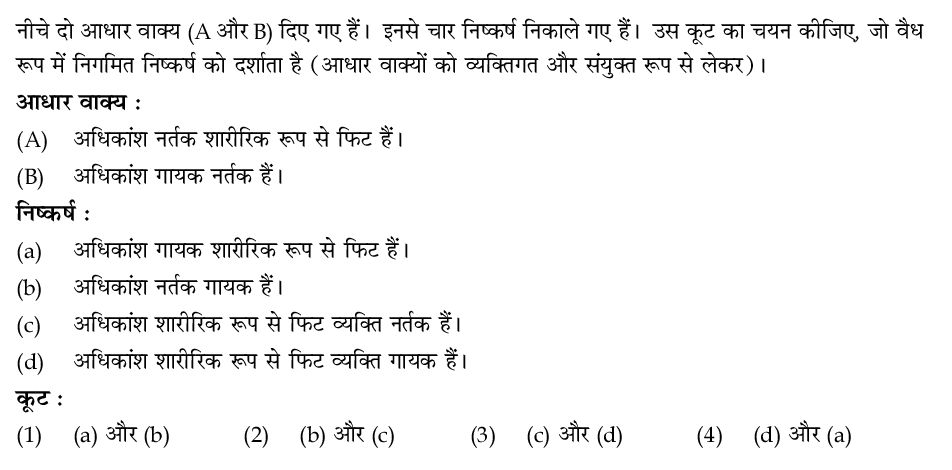 नीचे दो आधार वाक्य (A और B) दिए गए हैं। इनसे चार निष्कर्ष निकाले गए हैं। उस कूट का चयन कीजिए, जो वैध
रूप में निगमित निष्कर्ष को दर्शाता है (आधार वाक्यों को व्यक्तिगत और संयुक्त रूप से लेकर)।
आधार वाक्य :
(A) अधिकांश नर्तक शारीरिक रूप से फिट हैं।
(B) अधिकांश गायक नर्तक हैं।
निष्कर्ष :
(a) अधिकांश गायक शारीरिक रूप से फिट हैं।
(b) अधिकांश नर्तक गायक हैं।
(c) अधिकांश शारीरिक रूप से फिट व्यक्ति नर्तक हैं।
(d) अधिकांश शारीरिक रूप से फिट व्यक्ति गायक हैं।
कूट :
(1) (a) और (b) (2) (b) और (c) (3) (c) और (d) (4) (d) और (a)